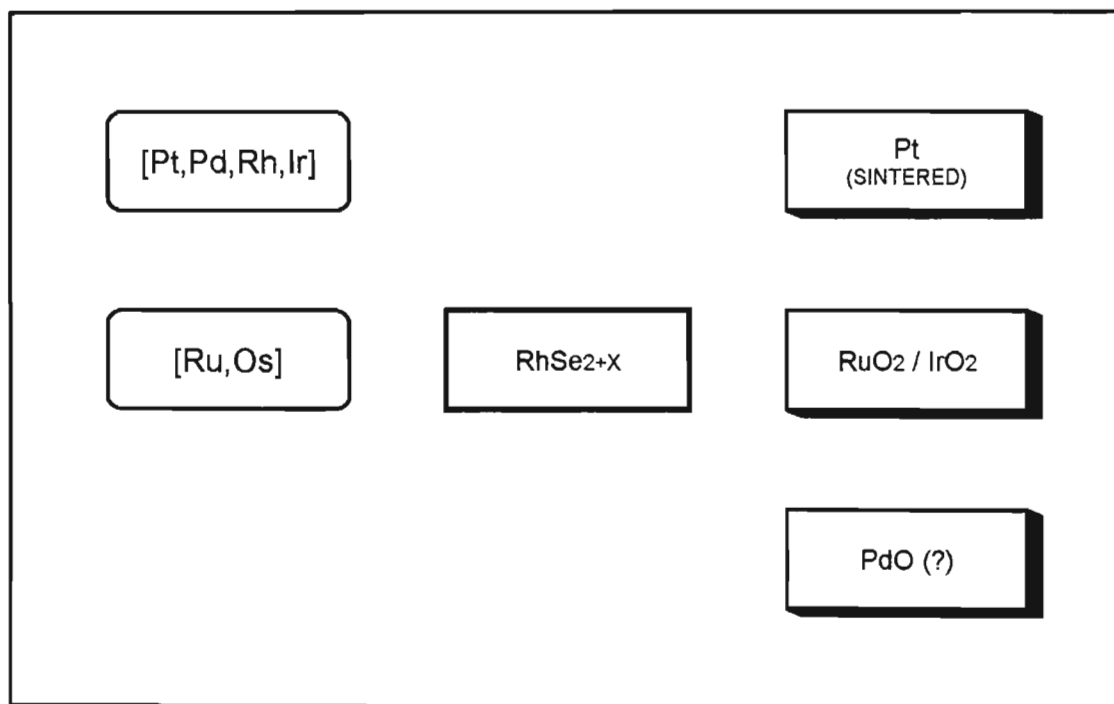 [Pt,Pd,Rh,Ir]
Pt
(SINTERED)
[Ru,Os]
RhSe2+X
RuO2 / IrO2
PdO (?)